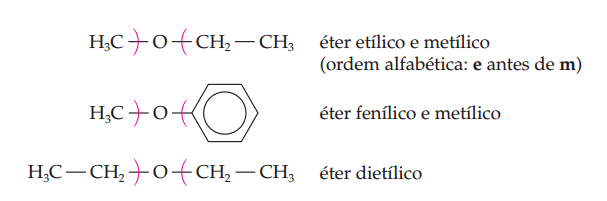 H₃C—O—CH₂—CH₃ éter etílico e metílico
(ordem alfabética: e antes de m)
H₃C—O— éter fenílico e metílico
H₃C—CH₂—O—CH₂—CH₃ éter dietílico